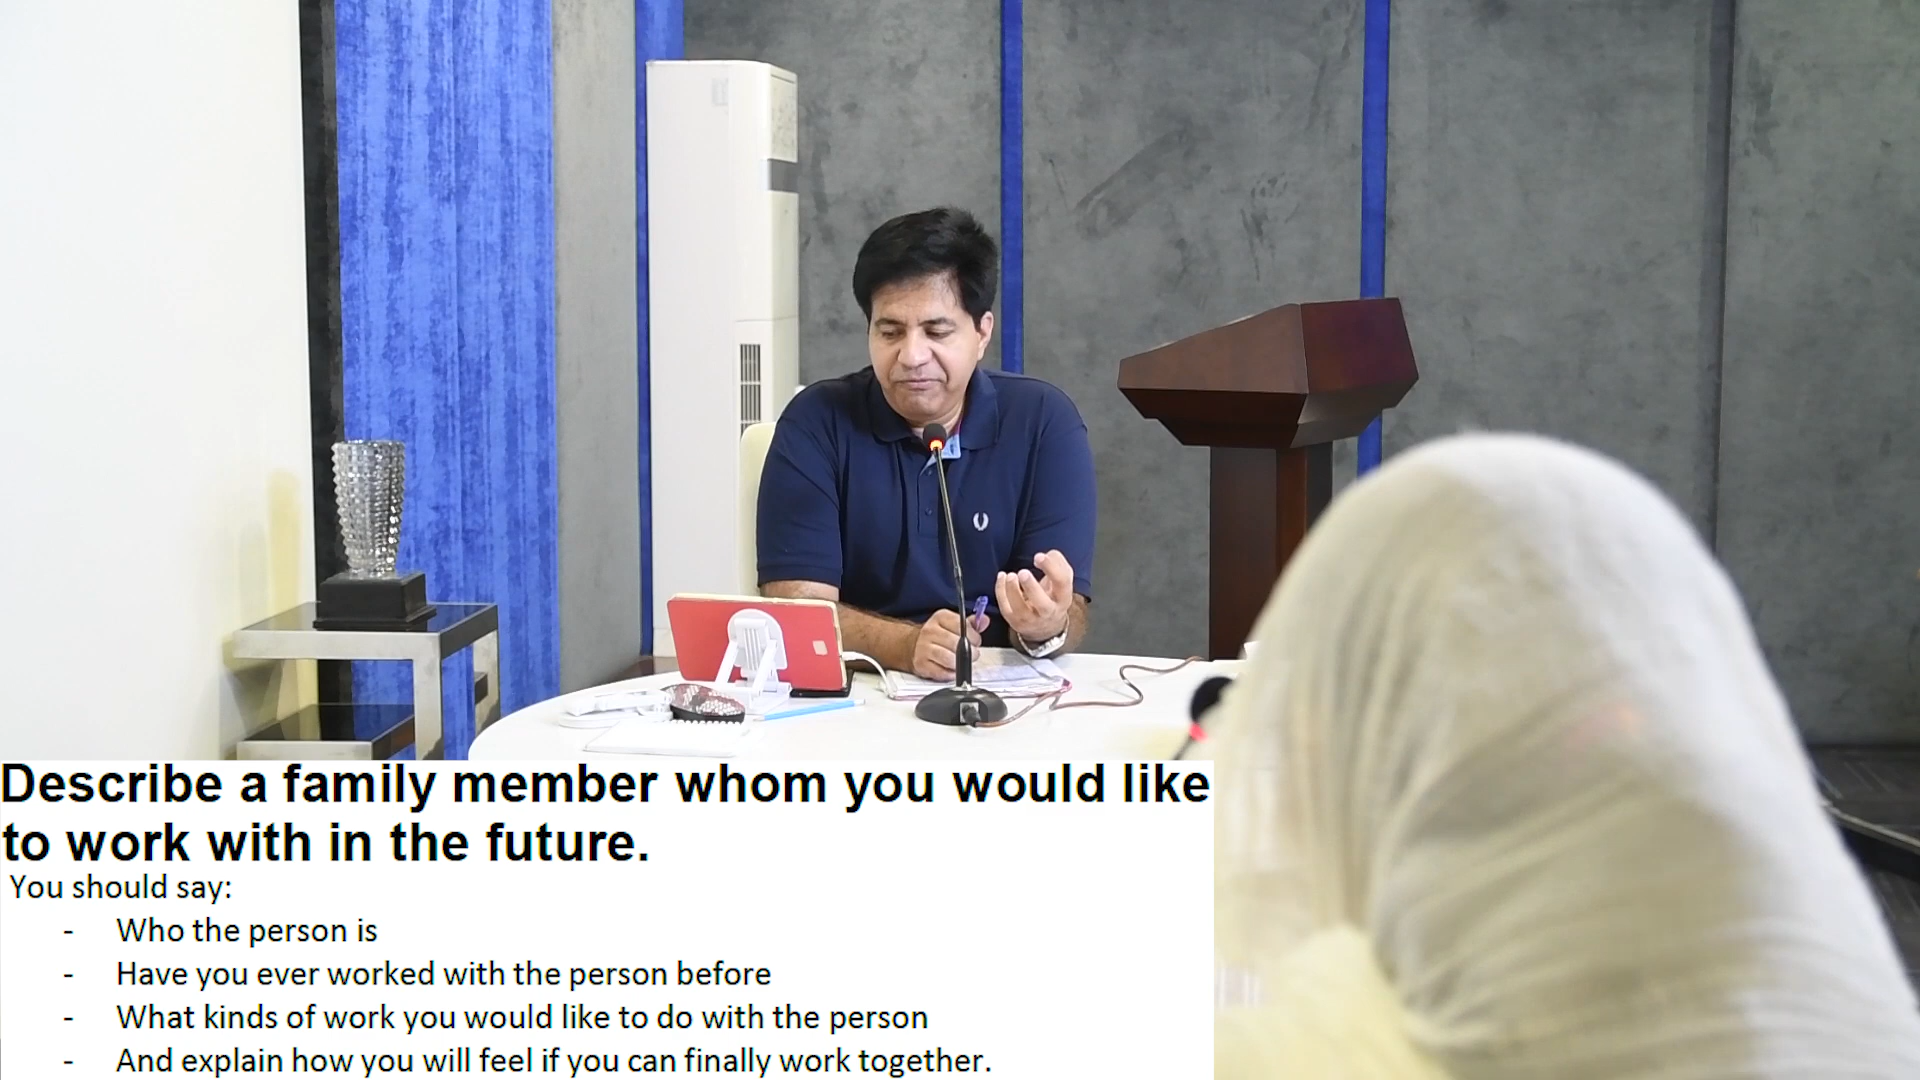 Describe a family member whom you would like
to work with in the future.
You should say:
- Who the person is
- Have you ever worked with the person before
- What kinds of work you would like to do with the person
- And explain how you will feel if you can finally work together.